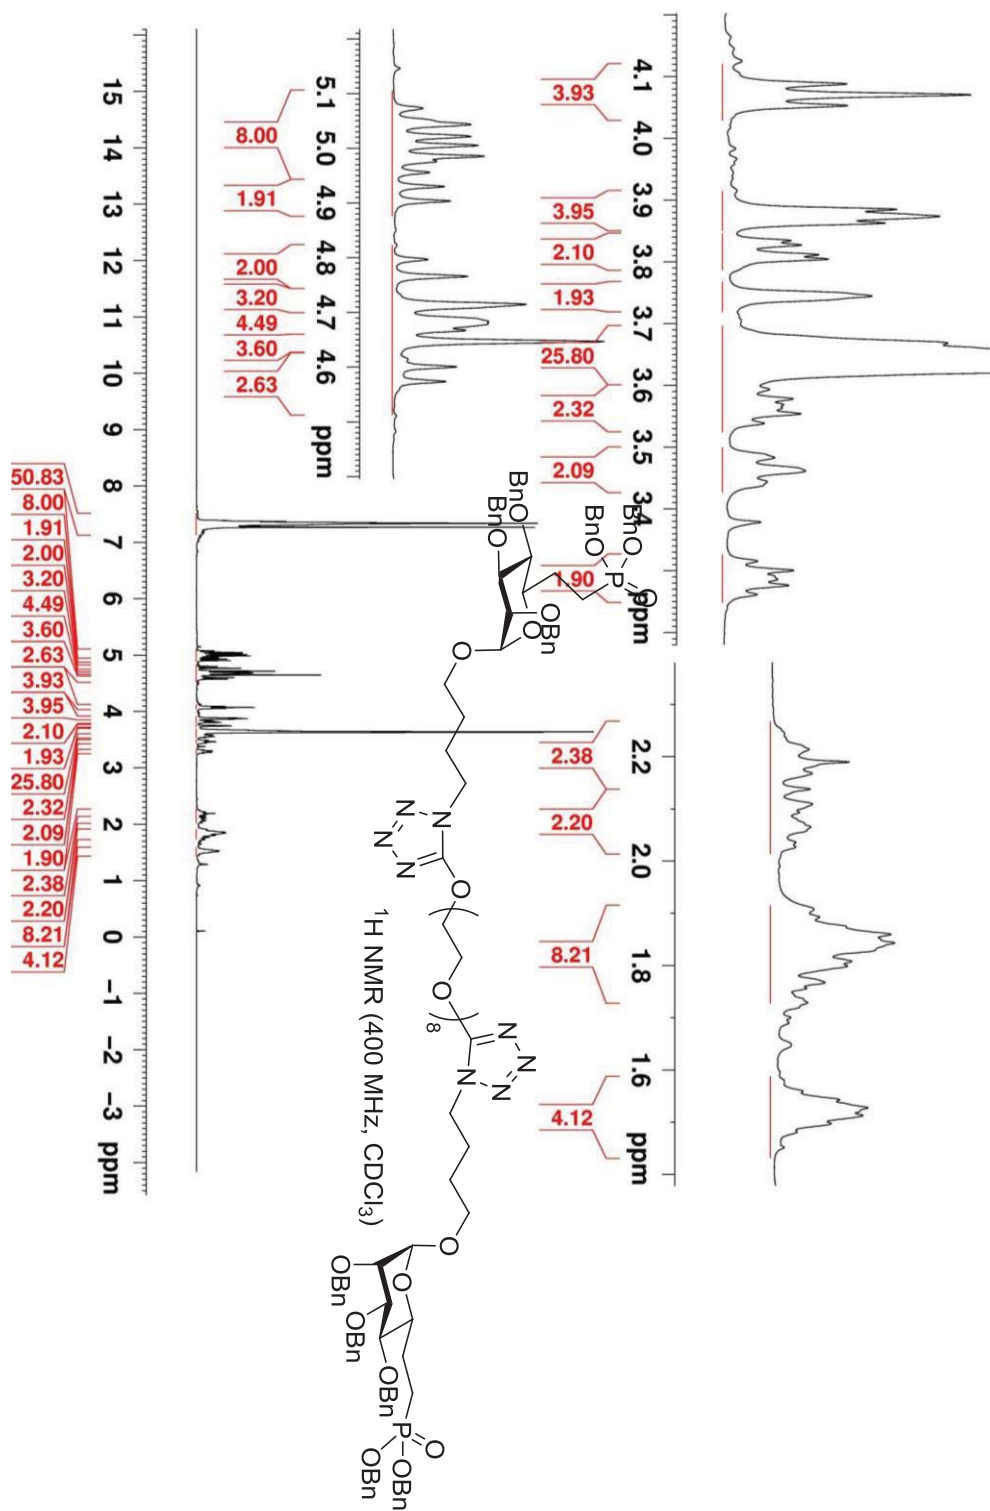 4.1 4.0 3.9 3.8 3.7 3.6 3.5 3.4 ppm
3.93 3.95 2.10 1.93 25.80 2.32 2.09 1.90
2.2 2.0 1.8 1.6 ppm
2.38 2.20 8.21 4.12
5.1 5.0 4.9 4.8 4.7 4.6 ppm
8.00 1.91 2.00 3.20 4.49 3.60 2.63
BnO
BnO
P
O
BnO
BnO
OBn
O
O
N
N
N
N
O
O
8
N
N
N
N
O
O
OBn
OBn
OBn
P
O
OBn
OBn
¹H NMR (400 MHz, CDCl₃)
15 14 13 12 11 10 9 8 7 6 5 4 3 2 1 0 −1 −2 −3 ppm
50.83
8.00
1.91
2.00
3.20
4.49
3.60
2.63
3.93
3.95
2.10
1.93
25.80
2.32
2.09
1.90
2.38
2.20
8.21
4.12